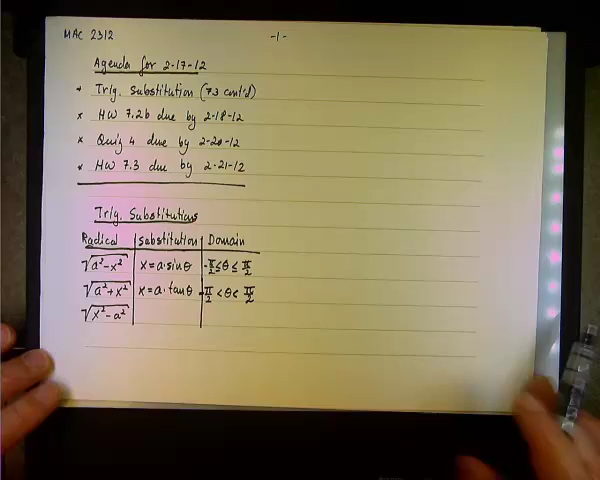 MAC 2312
-1-
Agenda for 2-17-12
* Trig. Substitution (7.3 cont'd)
* HW 7.2b due by 2-18-12
* Quiz 4 due by 2-20-12
* HW 7.3 due by 2-21-12
Trig. Substitutions
Radical | substitution | Domain
√a²-x² | x = a·sinθ | -π/2 ≤ θ ≤ π/2
√a²+x² | x = a·tanθ | -π/2 < θ < π/2
√x²-a²